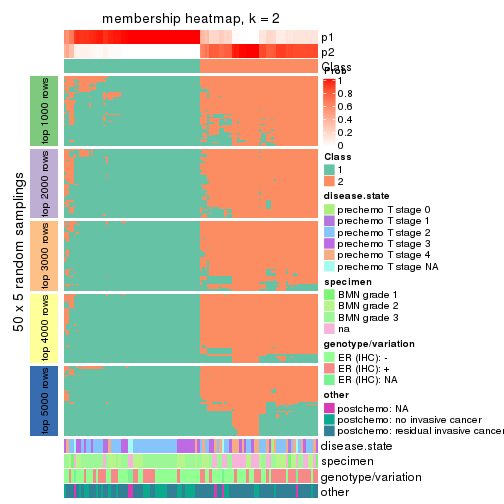 membership heatmap, k = 2
p1
p2
Class
Prob
1
0.8
0.6
0.4
0.2
0
Class
1
2
disease.state
prechemo T stage 0
prechemo T stage 1
prechemo T stage 2
prechemo T stage 3
prechemo T stage 4
prechemo T stage NA
specimen
BMN grade 1
BMN grade 2
BMN grade 3
na
genotype/variation
ER (IHC): -
ER (IHC): +
ER (IHC): NA
other
postchemo: NA
postchemo: no invasive cancer
postchemo: residual invasive cancer
50 x 5 random samplings
top 1000 rows
top 2000 rows
top 3000 rows
top 4000 rows
top 5000 rows
disease.state
specimen
genotype/variation
other